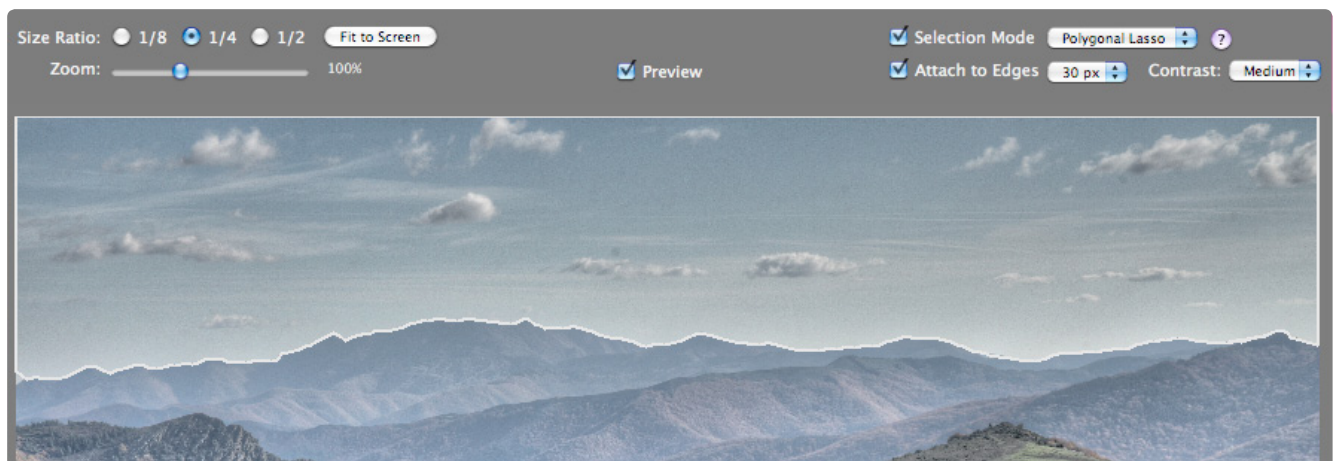 Size Ratio: 1/8 1/4 1/2 Fit to Screen Selection Mode Polygonal Lasso ?
Zoom: 100% Preview Attach to Edges 30 px Contrast: Medium